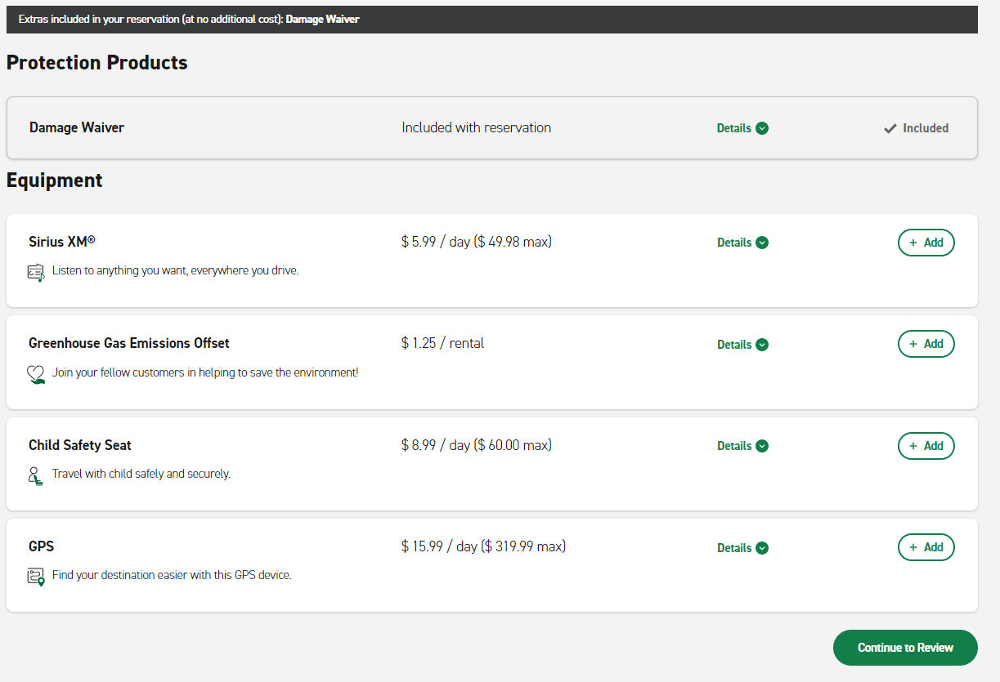 Extras included in your reservation (at no additional cost): Damage Waiver
Protection Products
Damage Waiver Included with reservation Details Included
Equipment
Sirius XM® $ 5.99 / day ($ 49.98 max) Details + Add
Listen to anything you want, everywhere you drive.
Greenhouse Gas Emissions Offset $ 1.25 / rental Details + Add
Join your fellow customers in helping to save the environment!
Child Safety Seat $ 8.99 / day ($ 60.00 max) Details + Add
Travel with child safely and securely.
GPS $ 15.99 / day ($ 319.99 max) Details + Add
Find your destination easier with this GPS device.
Continue to Review